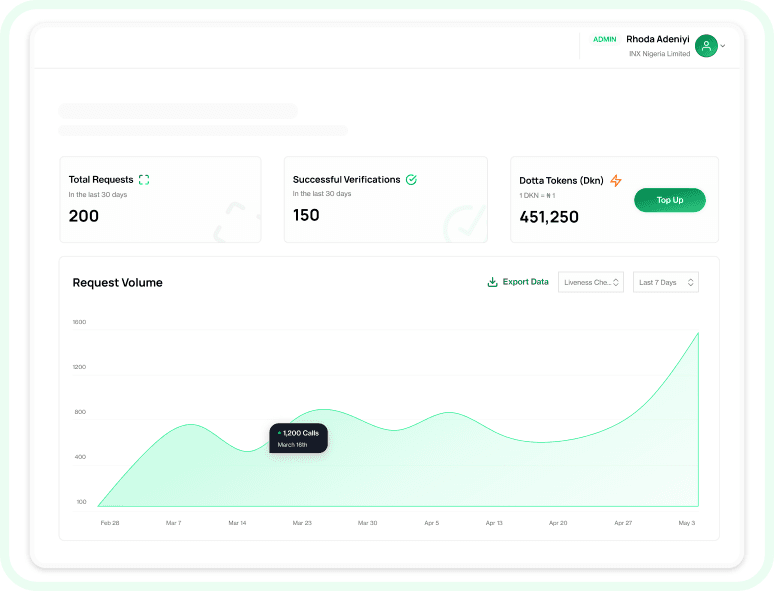 ADMIN Rhoda Adeniyi
INX Nigeria Limited
Total Requests
In the last 30 days
200
Successful Verifications
In the last 30 days
150
Dotta Tokens (Dkn)
1 DKN = ₦ 1
451,250
Top Up
Request Volume
Export Data
Liveness Che...
Last 7 Days
1600
1200
800
400
100
1,200 Calls
March 16th
Feb 28 Mar 7 Mar 14 Mar 23 Mar 30 Apr 5 Apr 13 Apr 20 Apr 27 May 3